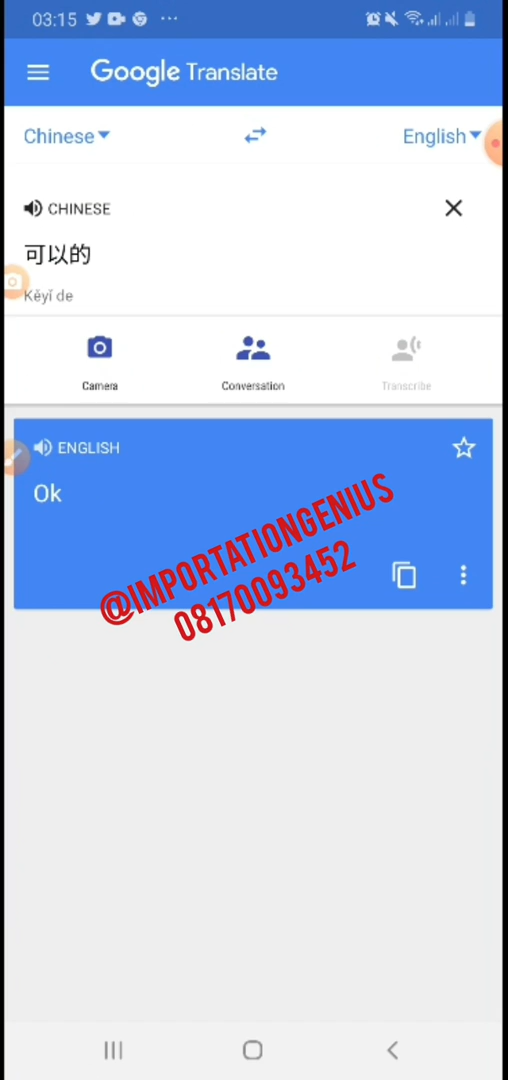 03:15
Google Translate
Chinese
English
CHINESE
可以的
Kěyǐ de
Camera
Conversation
Transcribe
ENGLISH
Ok
@IMPORTATIONGENIUS
08170093452